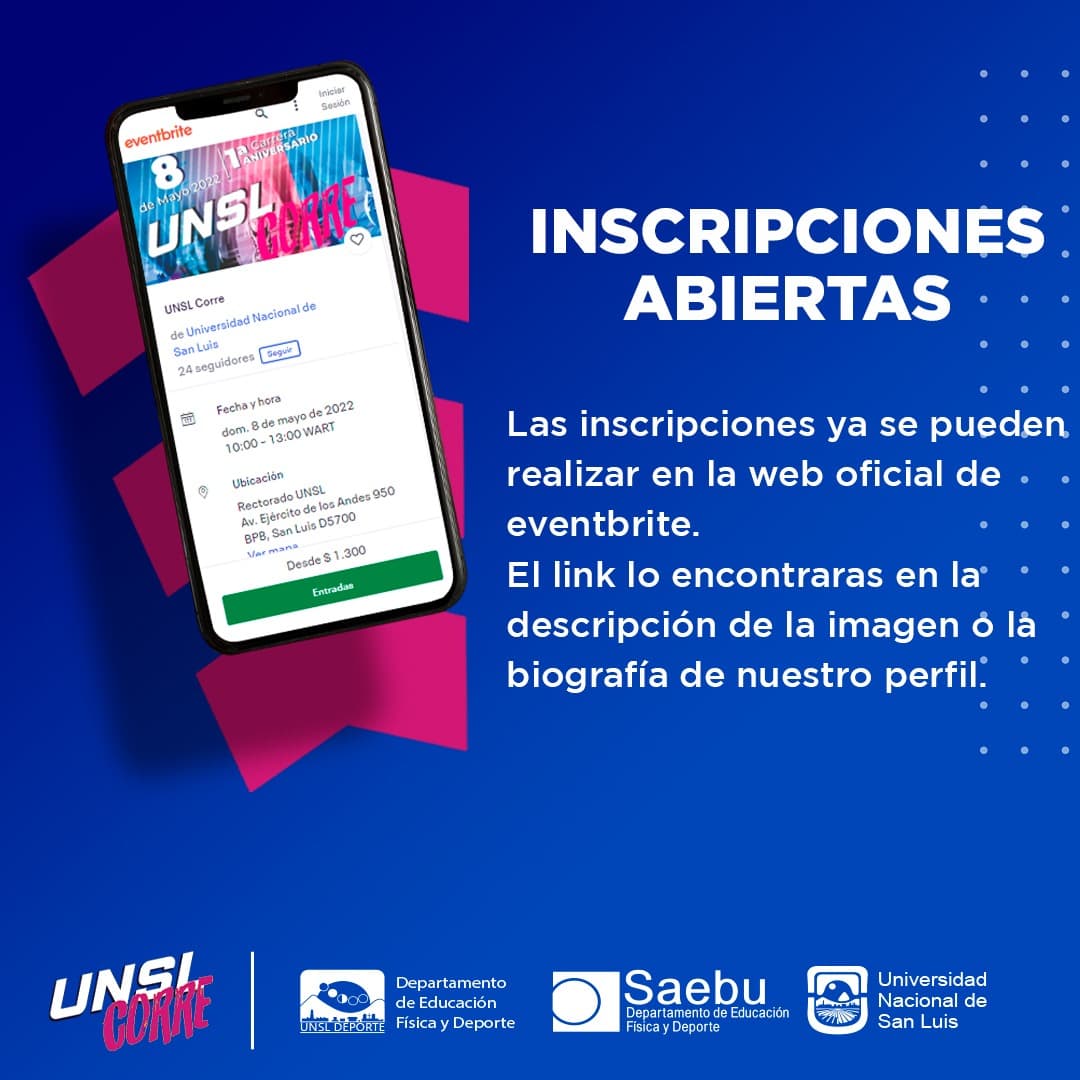 Iniciar
Sesión
eventbrite
8
de Mayo 2022
1ª Carrera
ANIVERSARIO
UNSL
CORRE
UNSL Corre
de Universidad Nacional de
San Luis
24 seguidores Seguir
Fecha y hora
dom. 8 de mayo de 2022
10:00 - 13:00 WART
Ubicación
Rectorado UNSL
Av. Ejército de los Andes 950
BPB, San Luis D5700
Ver mapa
Desde $ 1.300
Entradas
INSCRIPCIONES
ABIERTAS
Las inscripciones ya se pueden
realizar en la web oficial de
eventbrite.
El link lo encontraras en la
descripción de la imagen o la
biografía de nuestro perfil.
UNSL
CORRE
UNSL DEPORTE
Departamento
de Educación
Física y Deporte
Saebu
Departamento de Educación
Física y Deporte
Universidad
Nacional de
San Luis